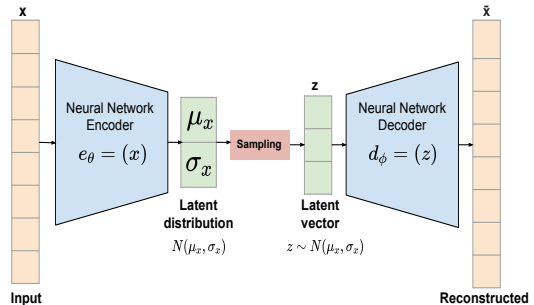 x
Neural Network
Encoder
e_θ = (x)
μ_x
σ_x
Latent
distribution
N(μ_x, σ_x)
Sampling
z
Latent
vector
z ∼ N(μ_x, σ_x)
Neural Network
Decoder
d_ϕ = (z)
x̄
Input
Reconstructed